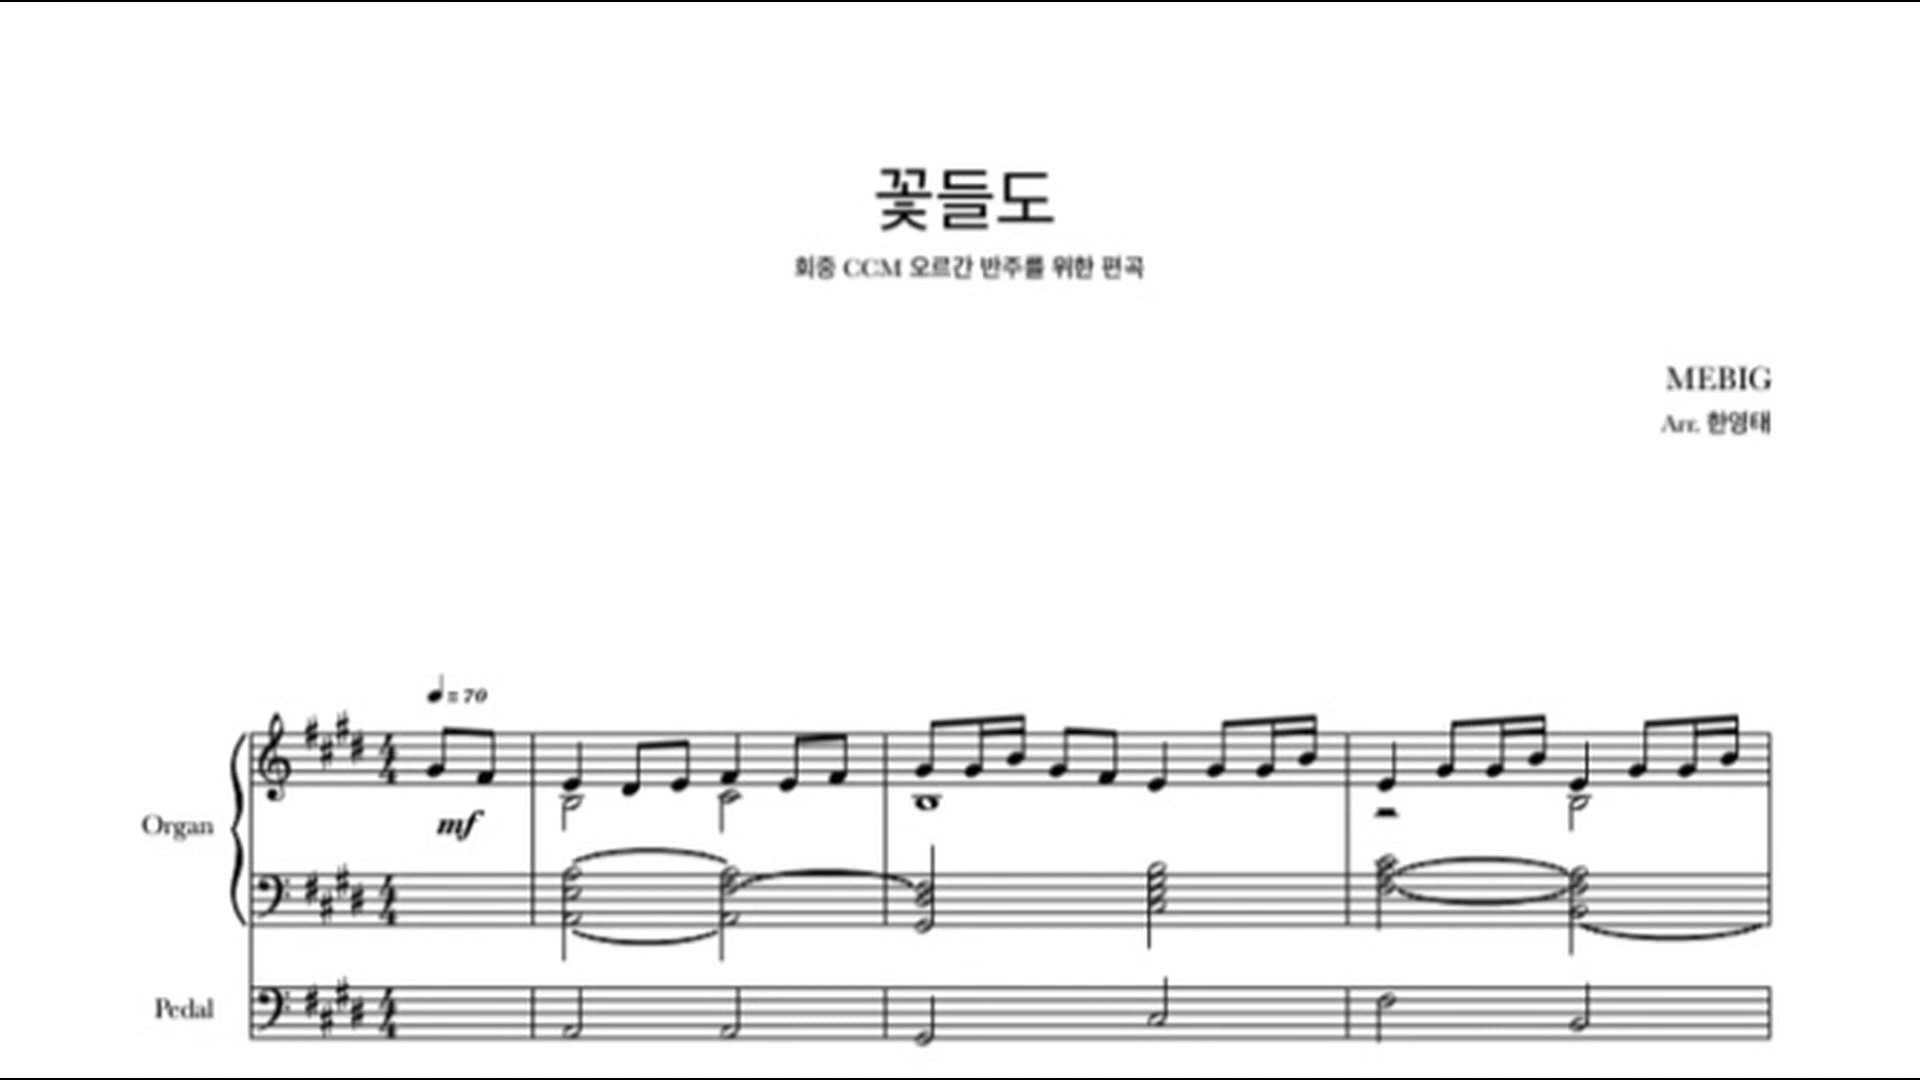 꽃들도
회중 CCM 오르간 반주를 위한 편곡
MEBIG
Arr. 한영태
= 70
mf
Organ
Pedal